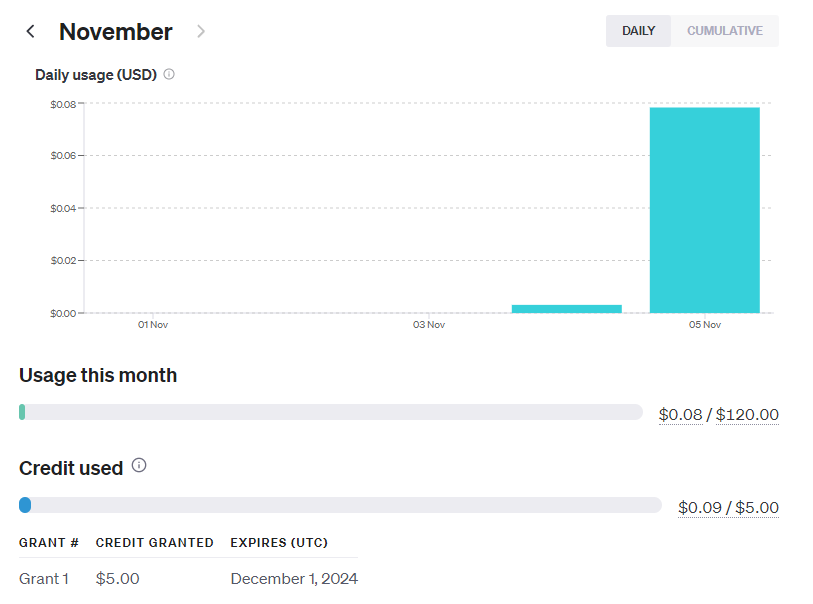 November
DAILY
CUMULATIVE
Daily usage (USD)
$0.08
$0.06
$0.04
$0.02
$0.00
01 Nov
03 Nov
05 Nov
Usage this month
$0.08 / $120.00
Credit used
$0.09 / $5.00
GRANT # CREDIT GRANTED EXPIRES (UTC)
Grant 1 $5.00 December 1, 2024